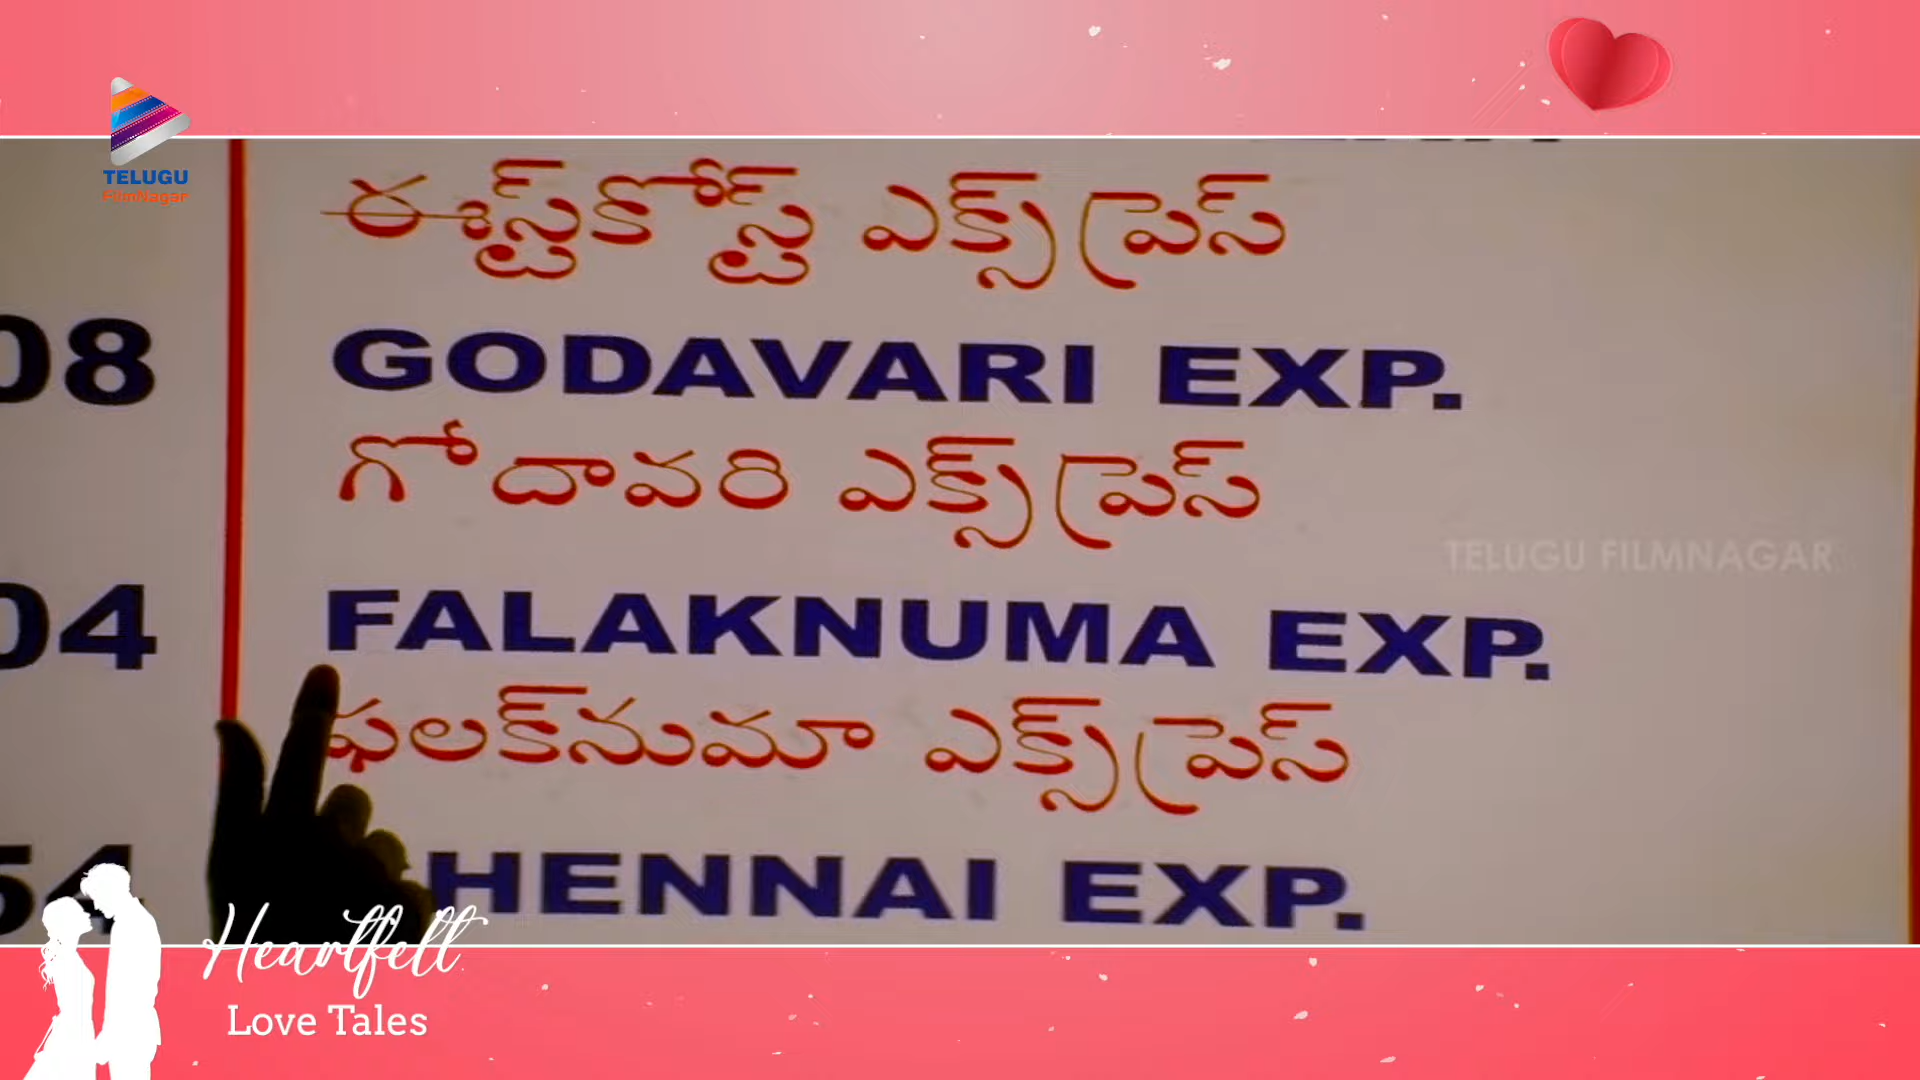 TELUGU
FilmNagar
ఈస్ట్‌కోస్ట్ ఎక్స్‌ప్రెస్
08 GODAVARI EXP.
గోదావరి ఎక్స్‌ప్రెస్
TELUGU FILMNAGAR
04 FALAKNUMA EXP.
ఫలక్‌నుమా ఎక్స్‌ప్రెస్
54 HENNAI EXP.
Heartfelt
Love Tales